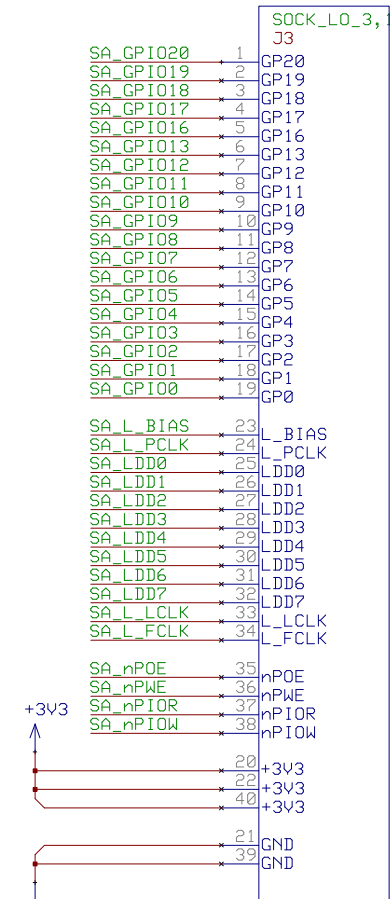 SOCK_LO_3,
J3
SA_GPIO20 1 GP20
SA_GPIO19 2 GP19
SA_GPIO18 3 GP18
SA_GPIO17 4 GP17
SA_GPIO16 5 GP16
SA_GPIO13 6 GP13
SA_GPIO12 7 GP12
SA_GPIO11 8 GP11
SA_GPIO10 9 GP10
SA_GPIO9 10 GP9
SA_GPIO8 11 GP8
SA_GPIO7 12 GP7
SA_GPIO6 13 GP6
SA_GPIO5 14 GP5
SA_GPIO4 15 GP4
SA_GPIO3 16 GP3
SA_GPIO2 17 GP2
SA_GPIO1 18 GP1
SA_GPIO0 19 GP0
SA_L_BIAS 23 L_BIAS
SA_L_PCLK 24 L_PCLK
SA_LDD0 25 LDD0
SA_LDD1 26 LDD1
SA_LDD2 27 LDD2
SA_LDD3 28 LDD3
SA_LDD4 29 LDD4
SA_LDD5 30 LDD5
SA_LDD6 31 LDD6
SA_LDD7 32 LDD7
SA_L_LCLK 33 L_LCLK
SA_L_FCLK 34 L_FCLK
SA_nPOE 35 nPOE
SA_nPWE 36 nPWE
SA_nPIOR 37 nPIOR
SA_nPIOW 38 nPIOW
+3V3
20 +3V3
22 +3V3
40 +3V3
21 GND
39 GND